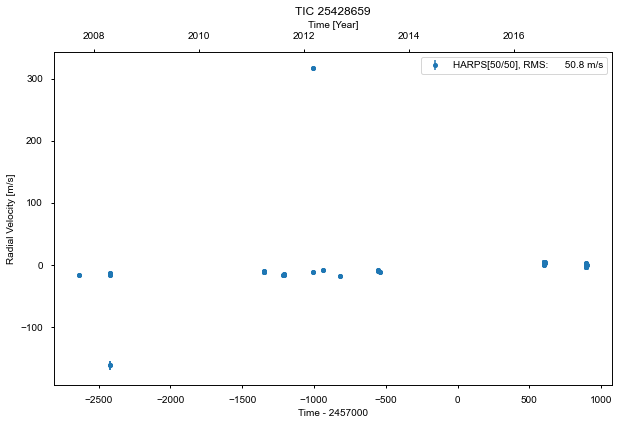 TIC 25428659
Time [Year]
2008 2010 2012 2014 2016
HARPS[50/50], RMS: 50.8 m/s
300
200
100
0
−100
Radial Velocity [m/s]
−2500 −2000 −1500 −1000 −500 0 500 1000
Time - 2457000